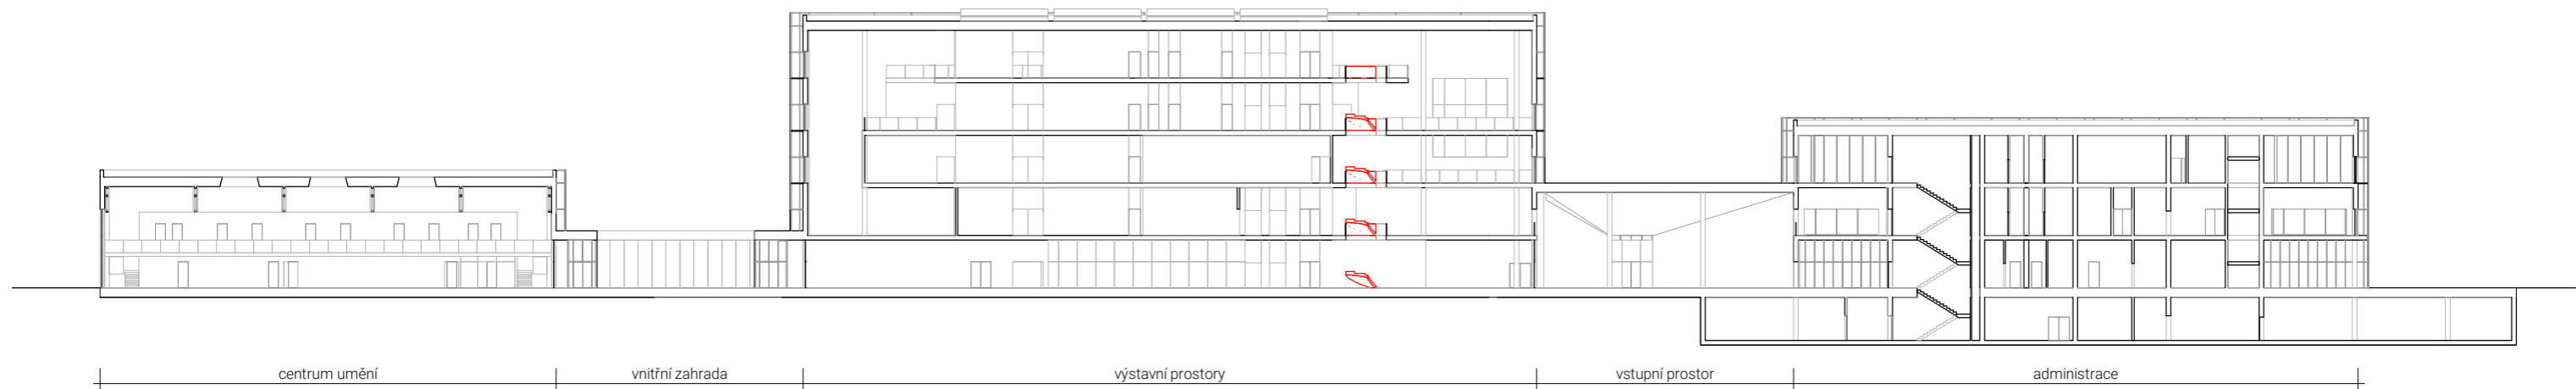 centrum umění
vnitřní zahrada
výstavní prostory
vstupní prostor
administrace